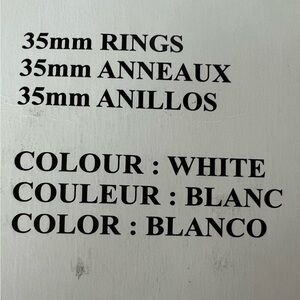 35mm RINGS
35mm ANNEAUX
35mm ANILLOS
COLOUR : WHITE
COULEUR : BLANC
COLOR : BLANCO